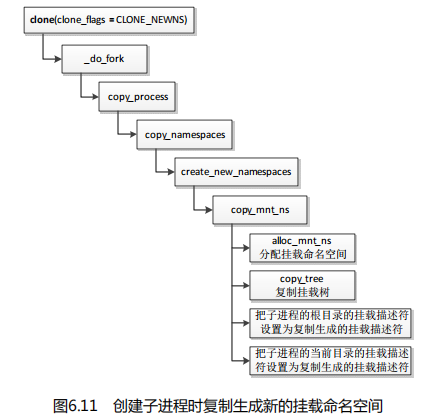 clone(clone_flags = CLONE_NEWNS)
_do_fork
copy_process
copy_namespaces
create_new_namespaces
copy_mnt_ns
alloc_mnt_ns
分配挂载命名空间
copy_tree
复制挂载树
把子进程的根目录的挂载描述符
设置为复制生成的挂载描述符
把子进程的当前目录的挂载描述
符设置为复制生成的挂载描述符
图6.11 创建子进程时复制生成新的挂载命名空间